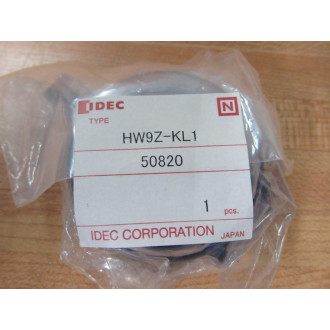 IDEC
N
TYPE
HW9Z-KL1
50820
1 pcs.
IDEC CORPORATION JAPAN